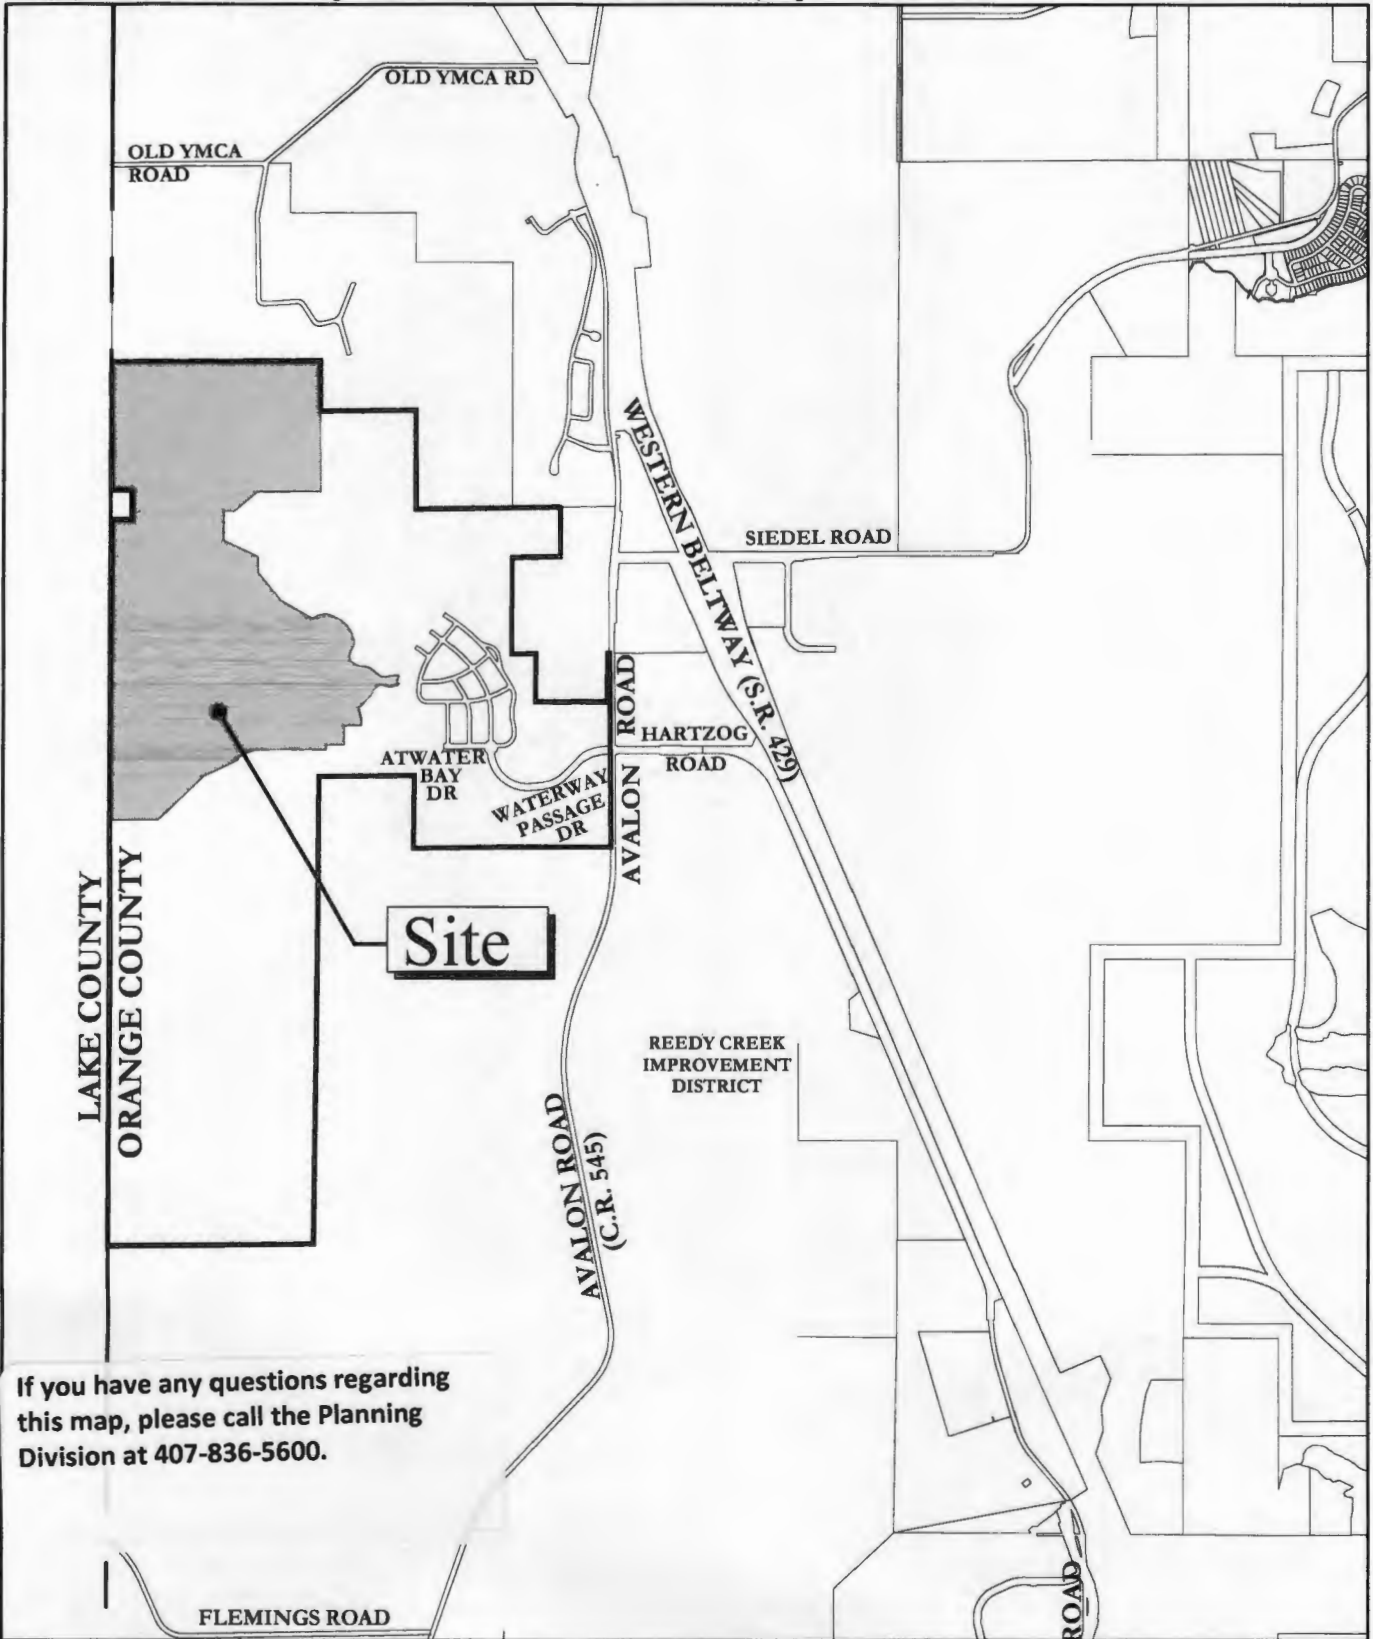 OLD YMCA RD
OLD YMCA
ROAD
WESTERN BELTWAY (S.R. 429)
SIEDEL ROAD
AVALON ROAD
HARTZOG
ROAD
ATWATER
BAY
DR
WATERWAY
PASSAGE
DR
LAKE COUNTY
ORANGE COUNTY
Site
REEDY CREEK
IMPROVEMENT
DISTRICT
AVALON ROAD
(C.R. 545)
If you have any questions regarding
this map, please call the Planning
Division at 407-836-5600.
FLEMINGS ROAD
ROAD